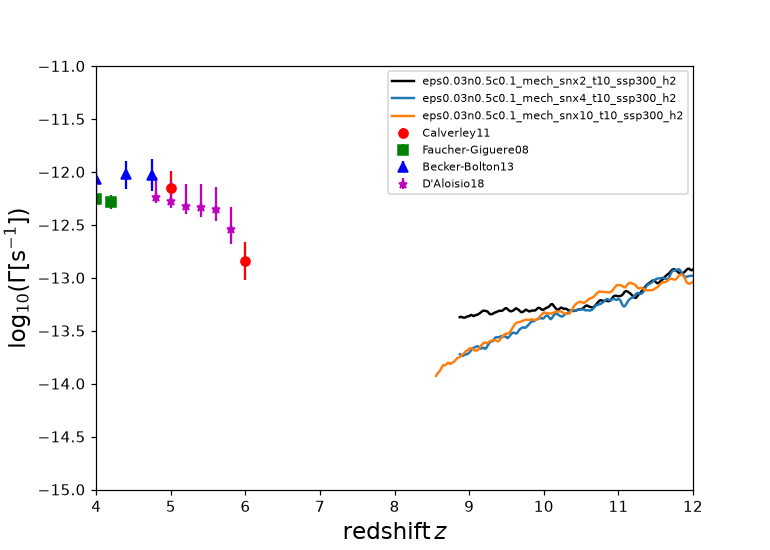 −11.0
−11.5
−12.0
−12.5
−13.0
−13.5
−14.0
−14.5
−15.0
log₁₀(Γ[s⁻¹])
eps0.03n0.5c0.1_mech_snx2_t10_ssp300_h2
eps0.03n0.5c0.1_mech_snx4_t10_ssp300_h2
eps0.03n0.5c0.1_mech_snx10_t10_ssp300_h2
Calverley11
Faucher-Giguere08
Becker-Bolton13
D'Aloisio18
4 5 6 7 8 9 10 11 12
redshift z